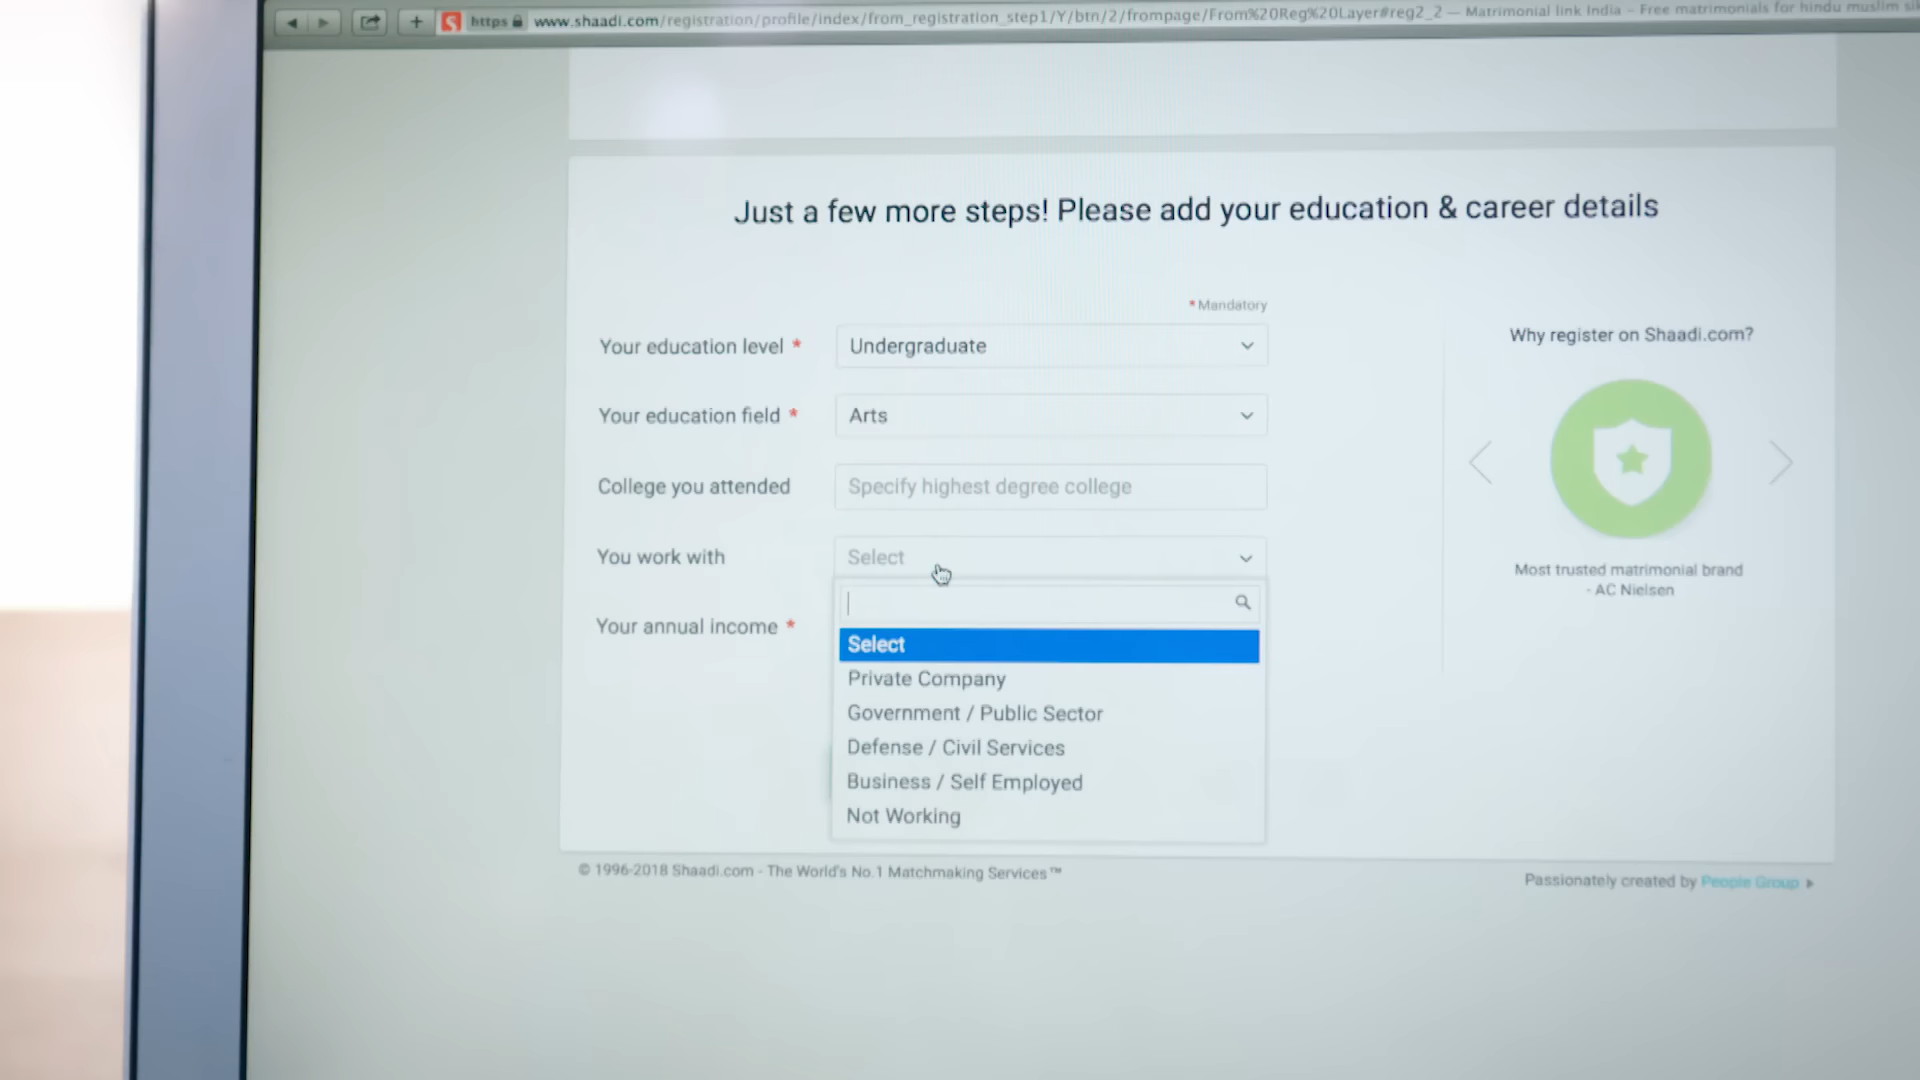 https www.shaadi.com/registration/profile/index/from_registration_step1/Y/btn/2/frompage/From%20Reg%20Layer#reg2_2 — Matrimonial link India – Free matrimonials for hindu muslim
Just a few more steps! Please add your education & career details
* Mandatory
Your education level * Undergraduate
Your education field * Arts
College you attended Specify highest degree college
You work with Select
Your annual income *
Select
Private Company
Government / Public Sector
Defense / Civil Services
Business / Self Employed
Not Working
Why register on Shaadi.com?
Most trusted matrimonial brand
- AC Nielsen
© 1996-2018 Shaadi.com - The World's No.1 Matchmaking Services™
Passionately created by People Group